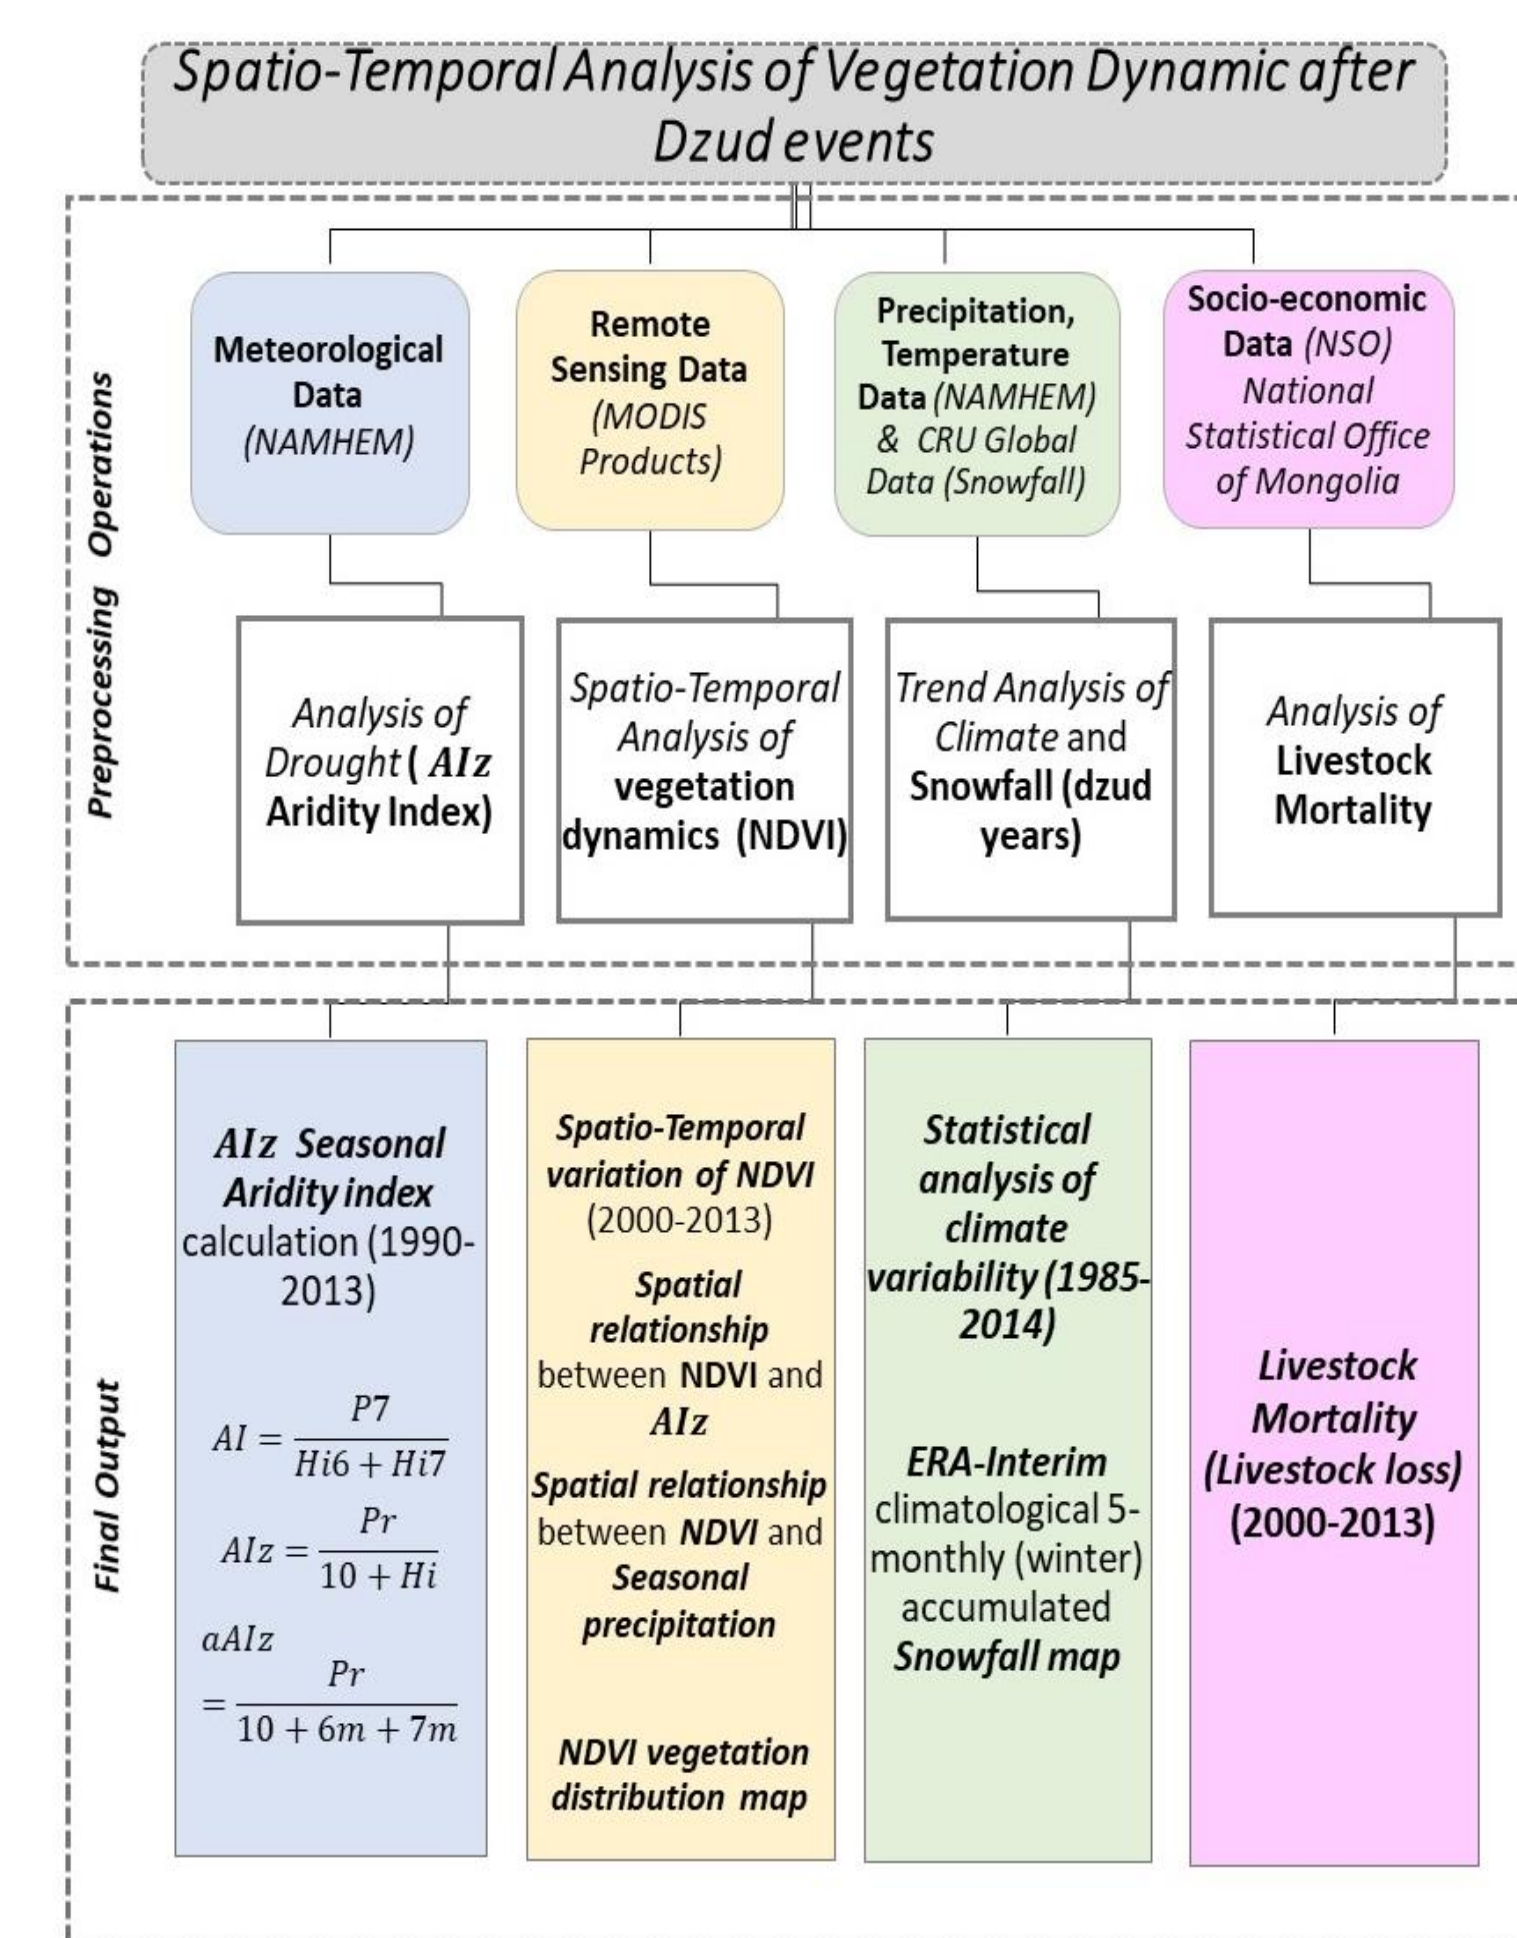 Spatio-Temporal Analysis of Vegetation Dynamic after
Dzud events
Preprocessing Operations
Meteorological
Data
(NAMHEM)
Remote
Sensing Data
(MODIS
Products)
Precipitation,
Temperature
Data (NAMHEM)
& CRU Global
Data (Snowfall)
Socio-economic
Data (NSO)
National
Statistical Office
of Mongolia
Analysis of
Drought ( AIz
Aridity Index)
Spatio-Temporal
Analysis of
vegetation
dynamics (NDVI)
Trend Analysis of
Climate and
Snowfall (dzud
years)
Analysis of
Livestock
Mortality
Final Output
AIz Seasonal
Aridity index
calculation (1990-
2013)
AI = P7 / Hi6 + Hi7
AIz = Pr / 10 + Hi
aAIz
= Pr / 10 + 6m + 7m
Spatio-Temporal
variation of NDVI
(2000-2013)
Spatial
relationship
between NDVI and
AIz
Spatial relationship
between NDVI and
Seasonal
precipitation
NDVI vegetation
distribution map
Statistical
analysis of
climate
variability (1985-
2014)
ERA-Interim
climatological 5-
monthly (winter)
accumulated
Snowfall map
Livestock
Mortality
(Livestock loss)
(2000-2013)